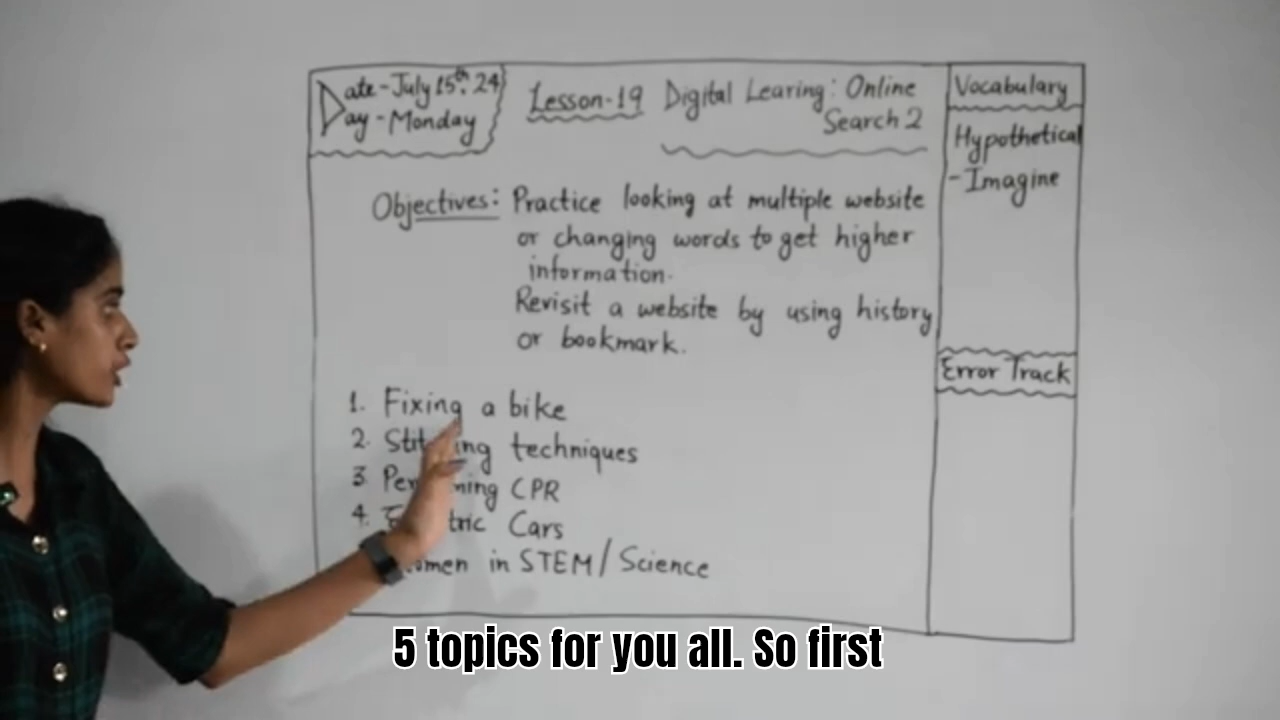 Date - July 15th, 24
Day - Monday
Lesson-19 Digital Learing: Online
Search 2
Vocabulary
Hypothetical
- Imagine
Objectives: Practice looking at multiple website
or changing words to get higher
information.
Revisit a website by using history
or bookmark.
Error Track
1. Fixing a bike
2. techniques
3. CPR
4. Cars
in STEM/Science
5 topics for you all. So first